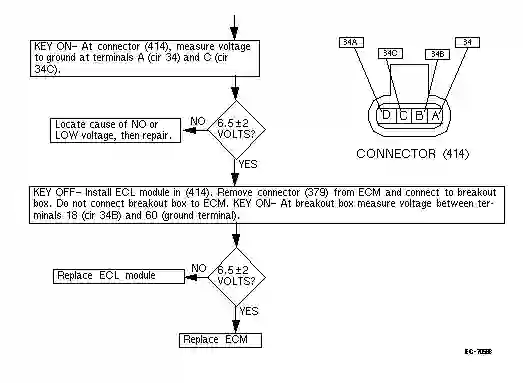 KEY ON– At connector (414), measure voltage
to ground at terminals A (cir 34) and C (cir
34C).
34A
34C
34B
34
D C B A
CONNECTOR (414)
NO
6.5±2
VOLTS?
Locate cause of NO or
LOW voltage, then repair.
YES
KEY OFF– Install ECL module in (414). Remove connector (379) from ECM and connect to breakout
box. Do not connect breakout box to ECM. KEY ON– At breakout box measure voltage between ter-
minals 18 (cir 34B) and 60 (ground terminal).
NO
6.5±2
VOLTS?
Replace ECL module
YES
Replace ECM